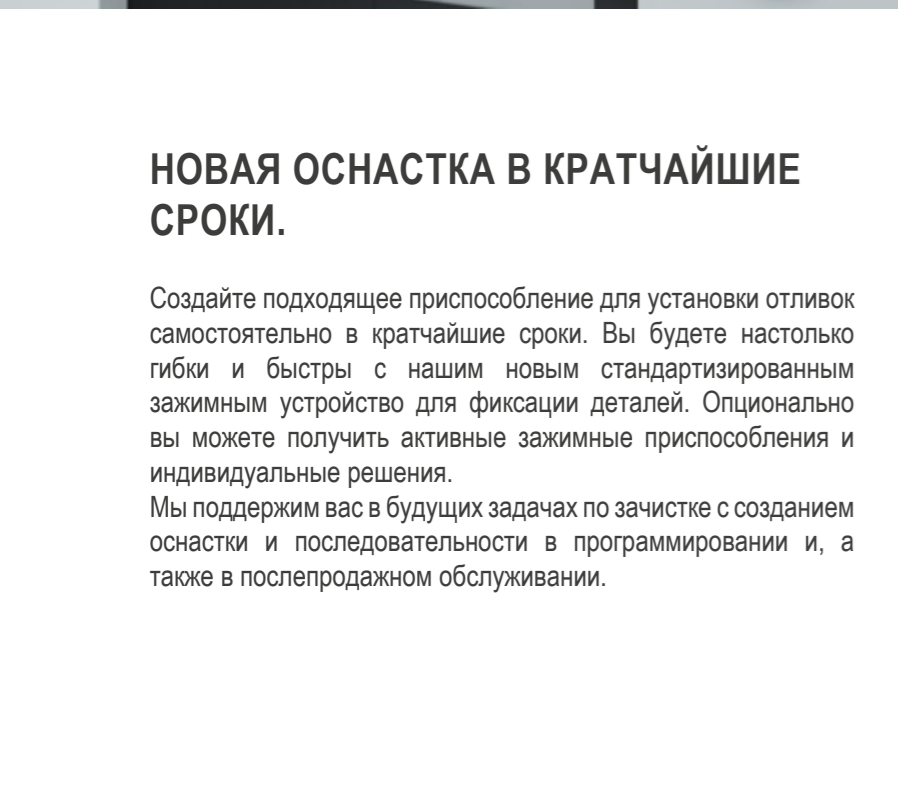 НОВАЯ ОСНАСТКА В КРАТЧАЙШИЕ
СРОКИ.
Создайте подходящее приспособление для установки отливок
самостоятельно в кратчайшие сроки. Вы будете настолько
гибки и быстры с нашим новым стандартизированным
зажимным устройство для фиксации деталей. Опционально
вы можете получить активные зажимные приспособления и
индивидуальные решения.
Мы поддержим вас в будущих задачах по зачистке с созданием
оснастки и последовательности в программировании и, а
также в послепродажном обслуживании.